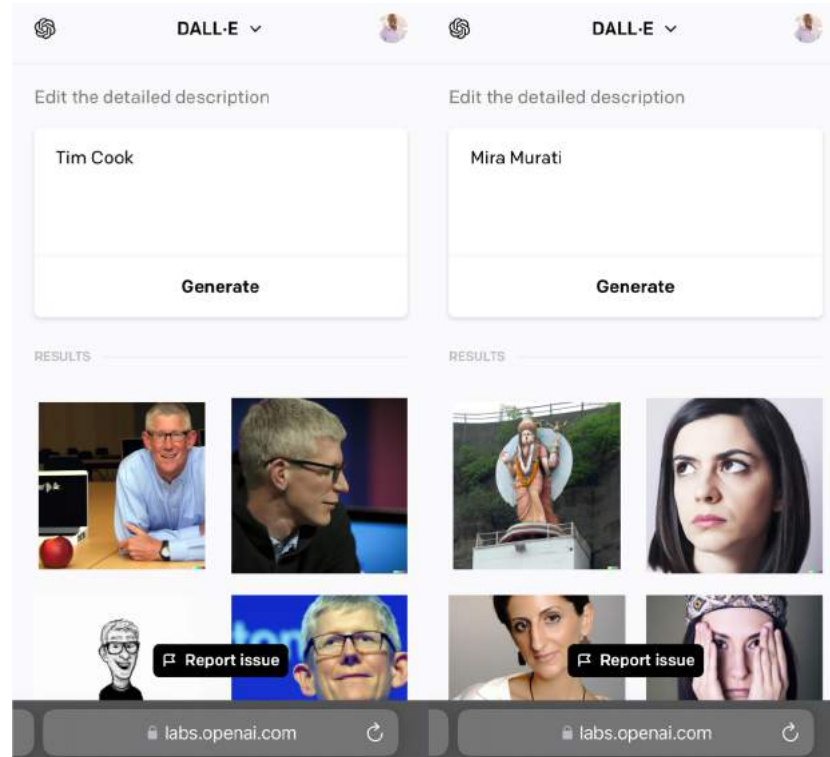 DALL·E
Edit the detailed description
Tim Cook
Generate
RESULTS
Report issue
labs.openai.com
DALL·E
Edit the detailed description
Mira Murati
Generate
RESULTS
Report issue
labs.openai.com